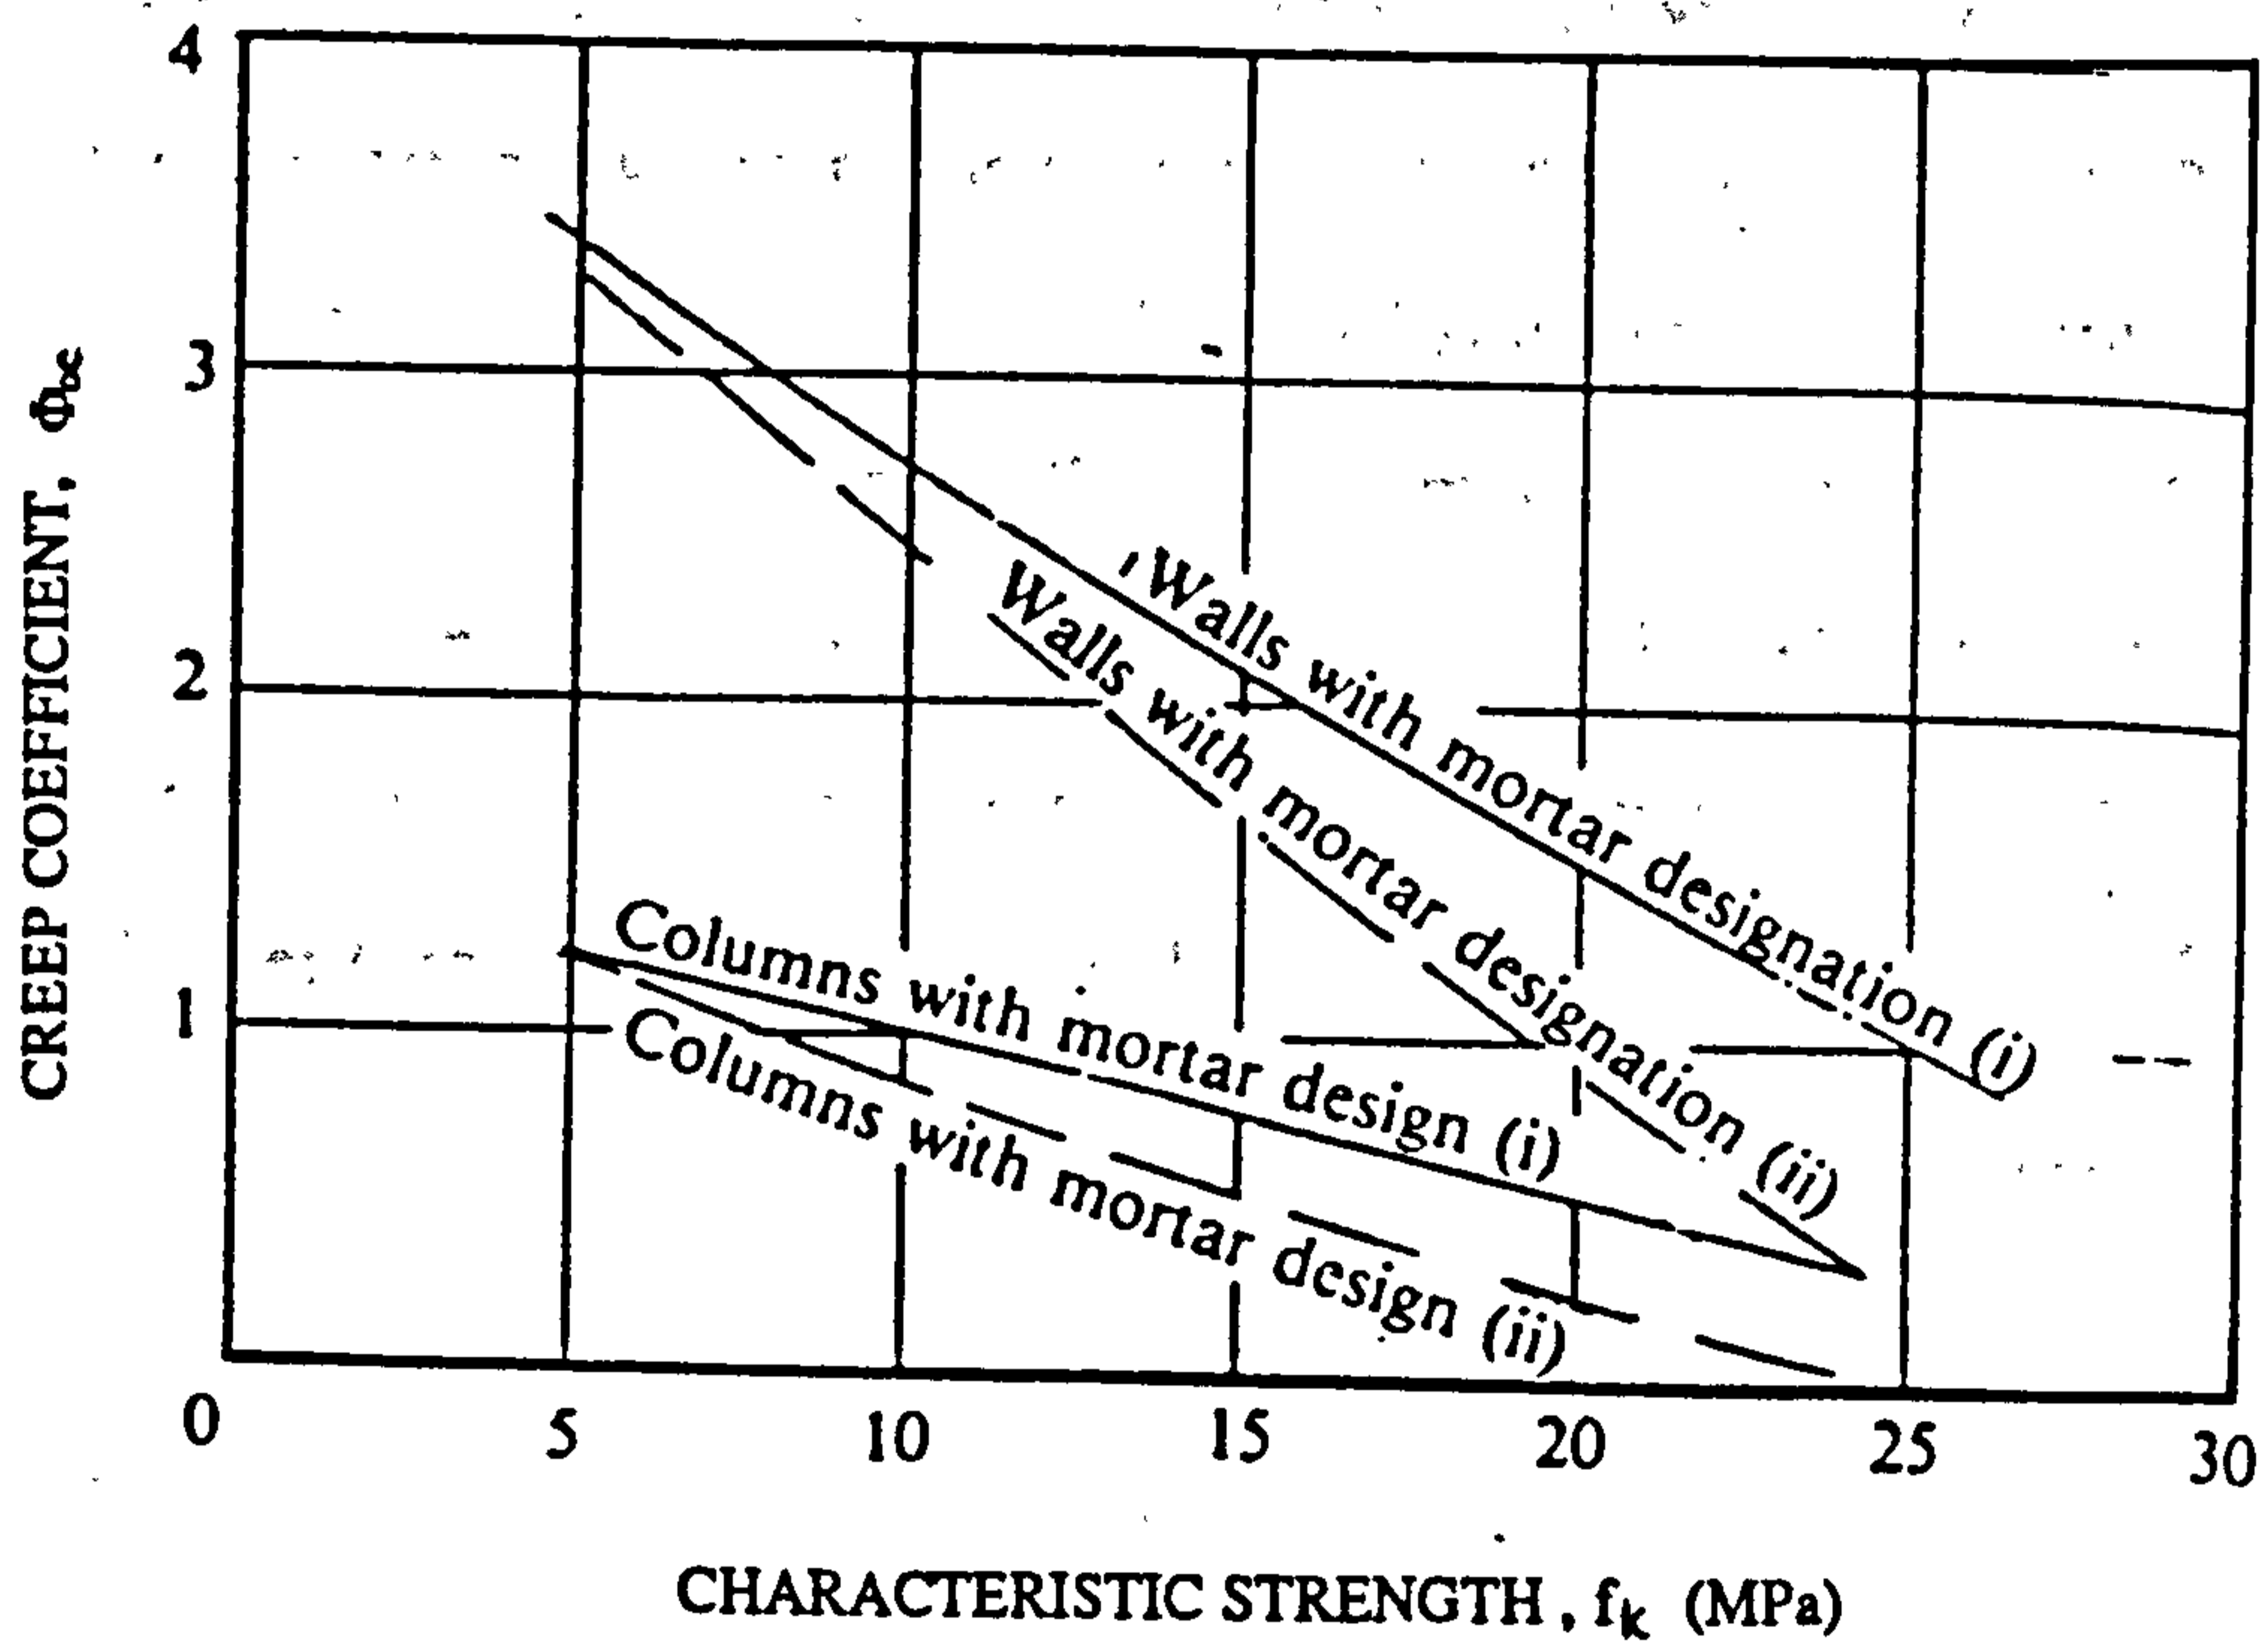 4
3
2
1
0
5
10
15
20
25
30
CREEP COEFFICIENT, Φ∝
Walls with mortar designation (i)
Walls with mortar designation (ii)
Columns with mortar design (i)
Columns with mortar design (ii)
CHARACTERISTIC STRENGTH, fk (MPa)